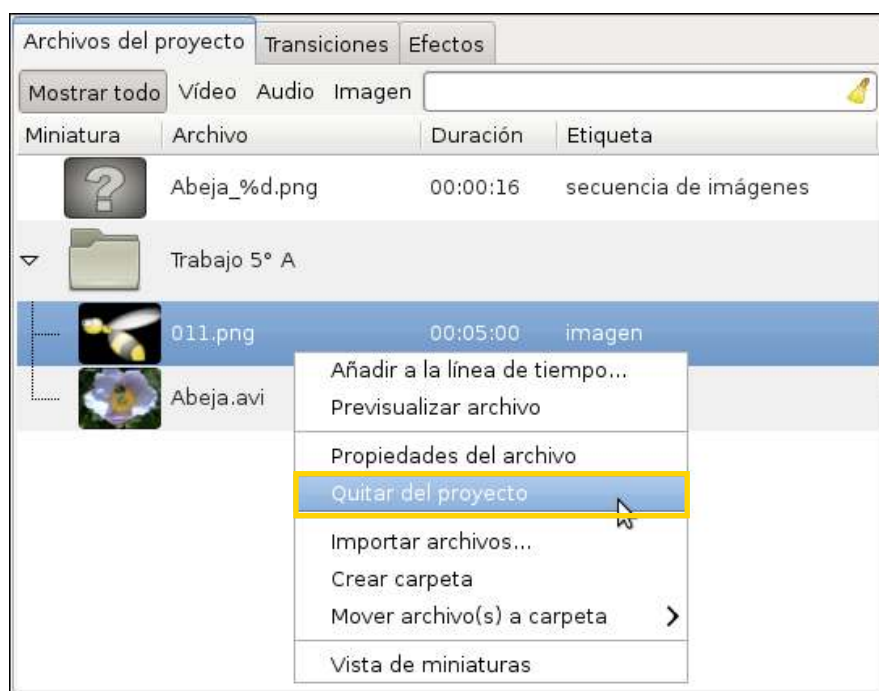 Archivos del proyecto Transiciones Efectos
Mostrar todo Vídeo Audio Imagen
Miniatura Archivo Duración Etiqueta
Abeja_%d.png 00:00:16 secuencia de imágenes
Trabajo 5° A
011.png 00:05:00 imagen
Abeja.avi
Añadir a la línea de tiempo...
Previsualizar archivo
Propiedades del archivo
Quitar del proyecto
Importar archivos...
Crear carpeta
Mover archivo(s) a carpeta
Vista de miniaturas